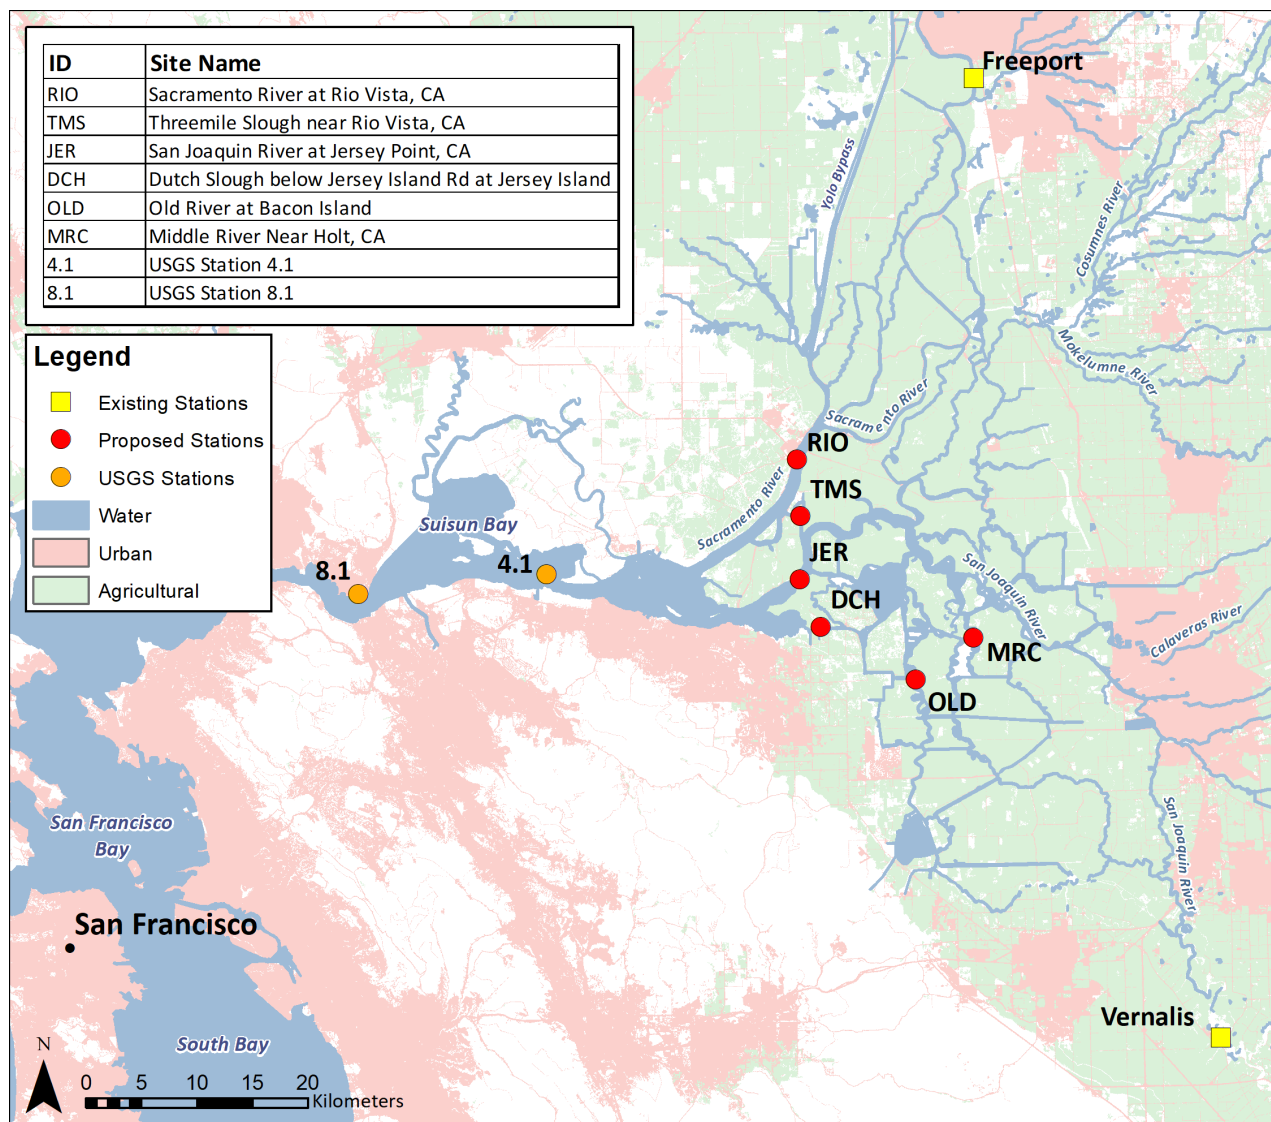 ID Site Name
RIO Sacramento River at Rio Vista, CA
TMS Threemile Slough near Rio Vista, CA
JER San Joaquin River at Jersey Point, CA
DCH Dutch Slough below Jersey Island Rd at Jersey Island
OLD Old River at Bacon Island
MRC Middle River Near Holt, CA
4.1 USGS Station 4.1
8.1 USGS Station 8.1
Legend
Existing Stations
Proposed Stations
USGS Stations
Water
Urban
Agricultural
Freeport
Yolo Bypass
Cosumnes River
Mokelumne River
Sacramento River
RIO
TMS
Sacramento River
Suisun Bay
4.1
8.1
JER
DCH
San Joaquin River
Calaveras River
MRC
OLD
San Francisco
Bay
San Joaquin River
San Francisco
Vernalis
South Bay
N
0 5 10 15 20
Kilometers